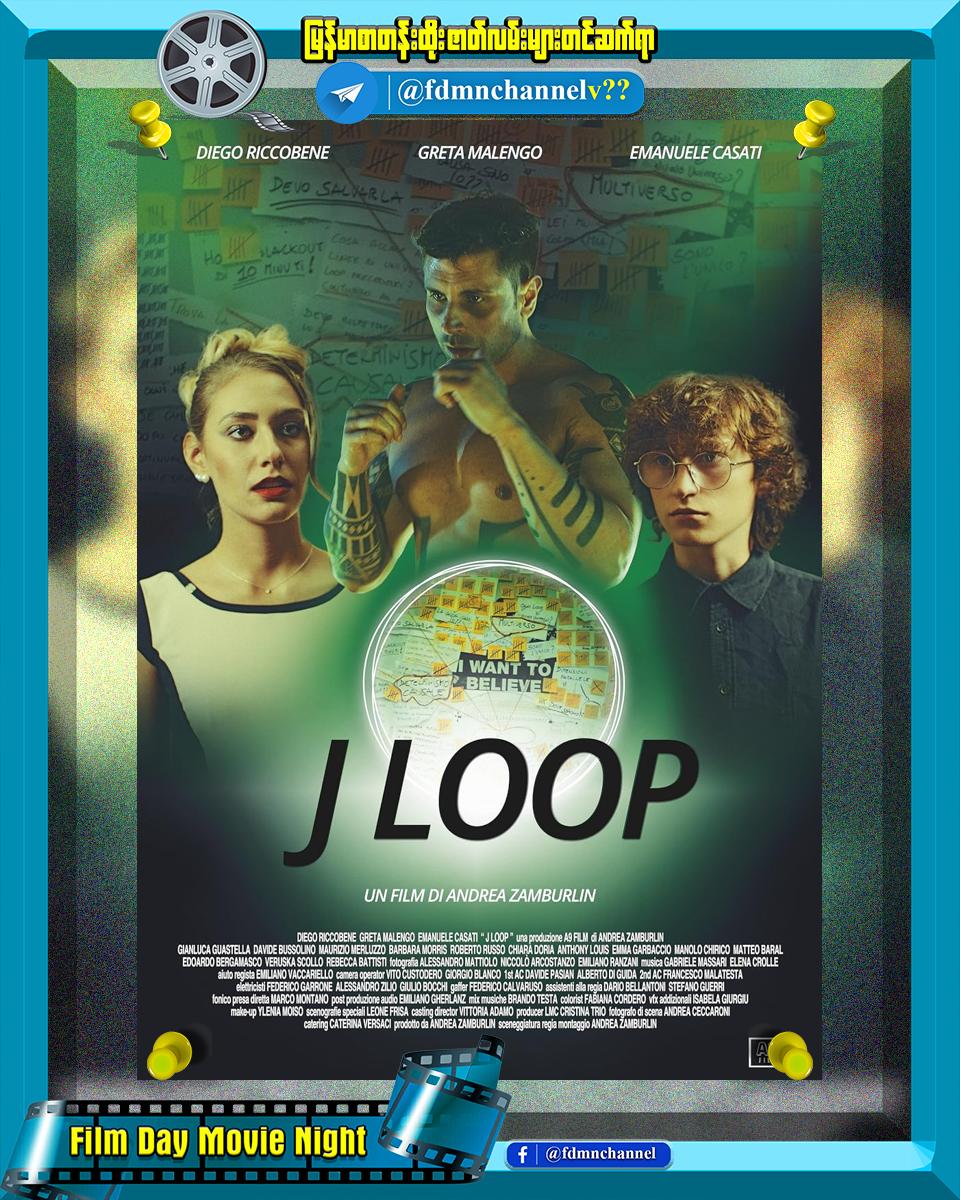 မြန်မာစာတန်းထိုးဇာတ်လမ်းများတင်ဆက်ရာ
@fdmnchannelv??
DIEGO RICCOBENE GRETA MALENGO EMANUELE CASATI
DEVO SALVARLA
MULTIVERSO
BLACKOUT
10 MINUTI!
SONO
L'UNICO?
DETERMINISMO
CAUSALE
MULTIVERSO
I WANT TO
BELIEVE
J LOOP
UN FILM DI ANDREA ZAMBURLIN
DIEGO RICCOBENE GRETA MALENGO EMANUELE CASATI "J LOOP" una produzione A9 FILM di ANDREA ZAMBURLIN
GIANLUCA GUASTELLA DAVIDE BUSSOLINO MAURIZIO MERLUZZO BARBARA MORRIS ROBERTO RUSSO CHIARA DORIA ANTHONY LOUIS EMMA GARBACCIO MANOLO CHIRICO MATTEO BARAL
EDOARDO BERGAMASCO VERUSKA SCOLLO REBECCA BATTISTI fotografia ALESSANDRO MATTIOLO NICCOLÒ ARCOSTANZO EMILIANO RANZANI musica GABRIELE MASSARI ELENA CROLLE
aiuto regista EMILIANO VACCARIELLO camera operator VITO CUSTODERO GIORGIO BLANCO 1st AC DAVIDE PASIAN ALBERTO DI GUIDA 2nd AC FRANCESCO MALATESTA
elettricisti FEDERICO GARRONE ALESSANDRO ZILIO GIULIO BOCCHI gaffer FEDERICO CALVARUSO assistenti alla regia DARIO BELLANTONI STEFANO GUERRI
fonico presa diretta MARCO MONTANO post produzione audio EMILIANO GHERLANZ mix musiche BRANDO TESTA colorist FABIANA CORDERO vfx addizionali ISABELA GIURGIU
make-up YLENIA MOISO scenografie speciali LEONE FRISA casting director VITTORIA ADAMO producer LMC CRISTINA TRIO fotografo di scena ANDREA CECCARONI
catering CATERINA VERSACI prodotto da ANDREA ZAMBURLIN sceneggiatura regia montaggio ANDREA ZAMBURLIN
Film Day Movie Night
@fdmnchannel